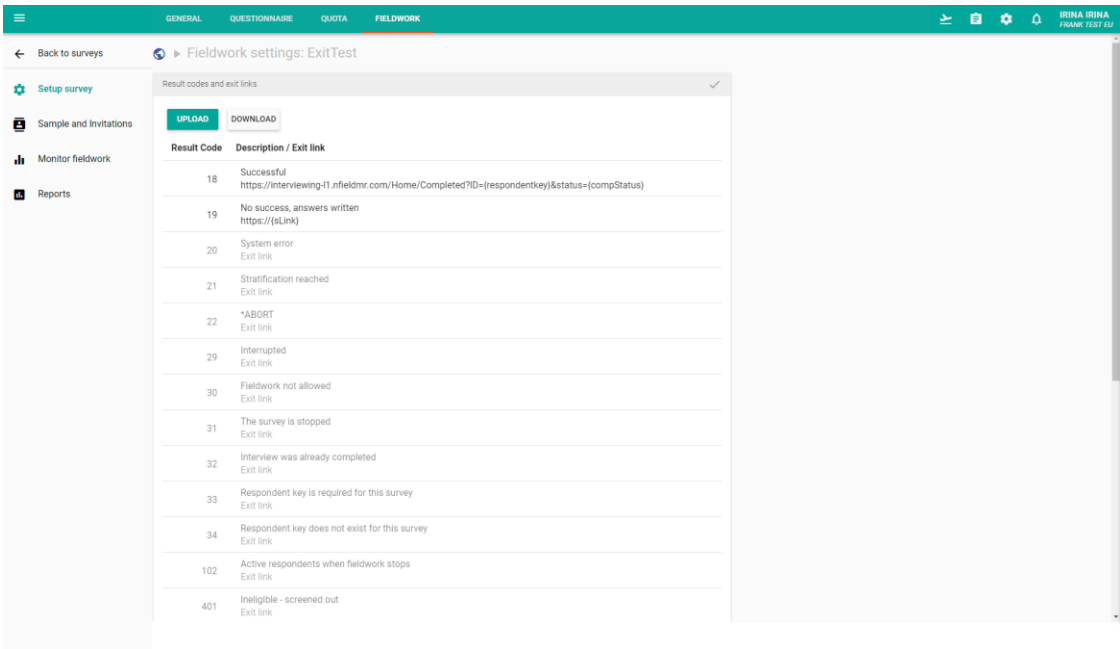 GENERAL QUESTIONNAIRE QUOTA FIELDWORK
IRINA IRINA
FRANK TEST EU
Back to surveys
Setup survey
Sample and Invitations
Monitor fieldwork
Reports
Fieldwork settings: ExitTest
Result codes and exit links
UPLOAD DOWNLOAD
Result Code Description / Exit link
18 Successful
https://interviewing-l1.nfieldmr.com/Home/Completed?ID={respondentkey}&status={compStatus}
19 No success, answers written
https://{sLink}
20 System error
Exit link
21 Stratification reached
Exit link
22 *ABORT
Exit link
29 Interrupted
Exit link
30 Fieldwork not allowed
Exit link
31 The survey is stopped
Exit link
32 Interview was already completed
Exit link
33 Respondent key is required for this survey
Exit link
34 Respondent key does not exist for this survey
Exit link
102 Active respondents when fieldwork stops
Exit link
401 Ineligible - screened out
Exit link